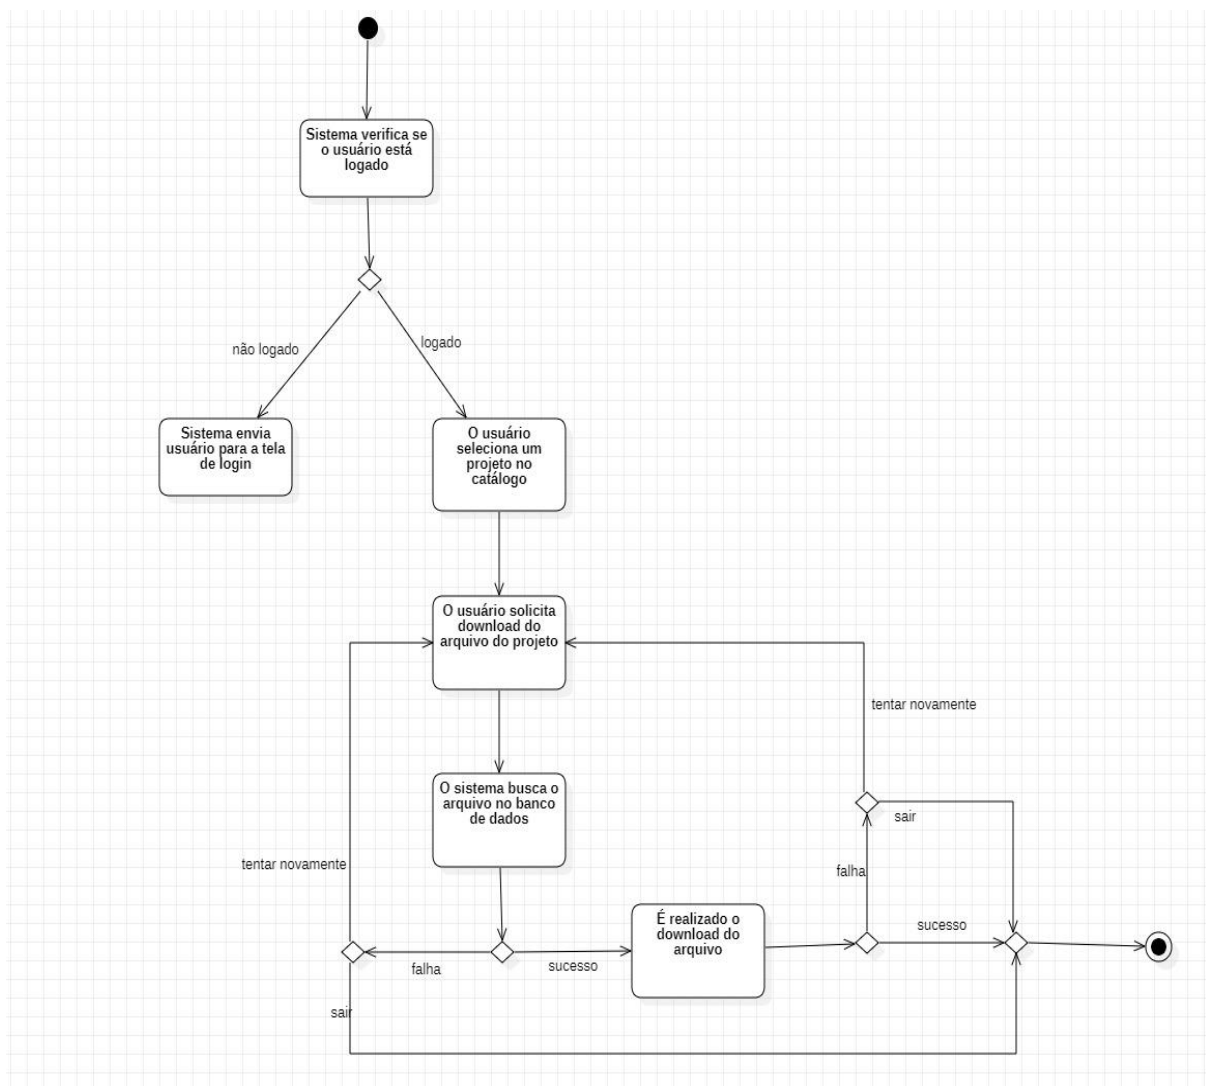 Sistema verifica se
o usuário está
logado
não logado
logado
Sistema envia
usuário para a tela
de login
O usuário
seleciona um
projeto no
catálogo
O usuário solicita
download do
arquivo do projeto
tentar novamente
O sistema busca o
arquivo no banco
de dados
sair
tentar novamente
falha
É realizado o
download do
arquivo
sucesso
falha
sucesso
sair